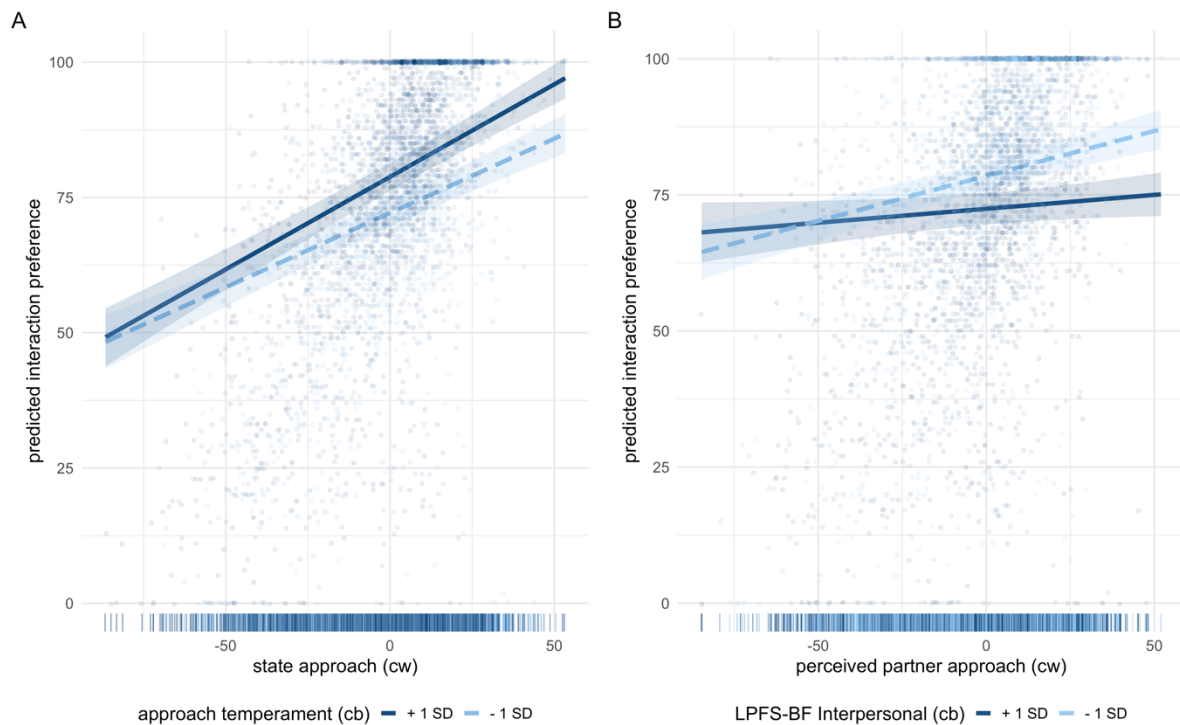 A
B
predicted interaction preference
100
75
50
25
0
-50
0
50
state approach (cw)
approach temperament (cb) + 1 SD - 1 SD
predicted interaction preference
100
75
50
25
0
-50
0
50
perceived partner approach (cw)
LPFS-BF Interpersonal (cb) + 1 SD - 1 SD